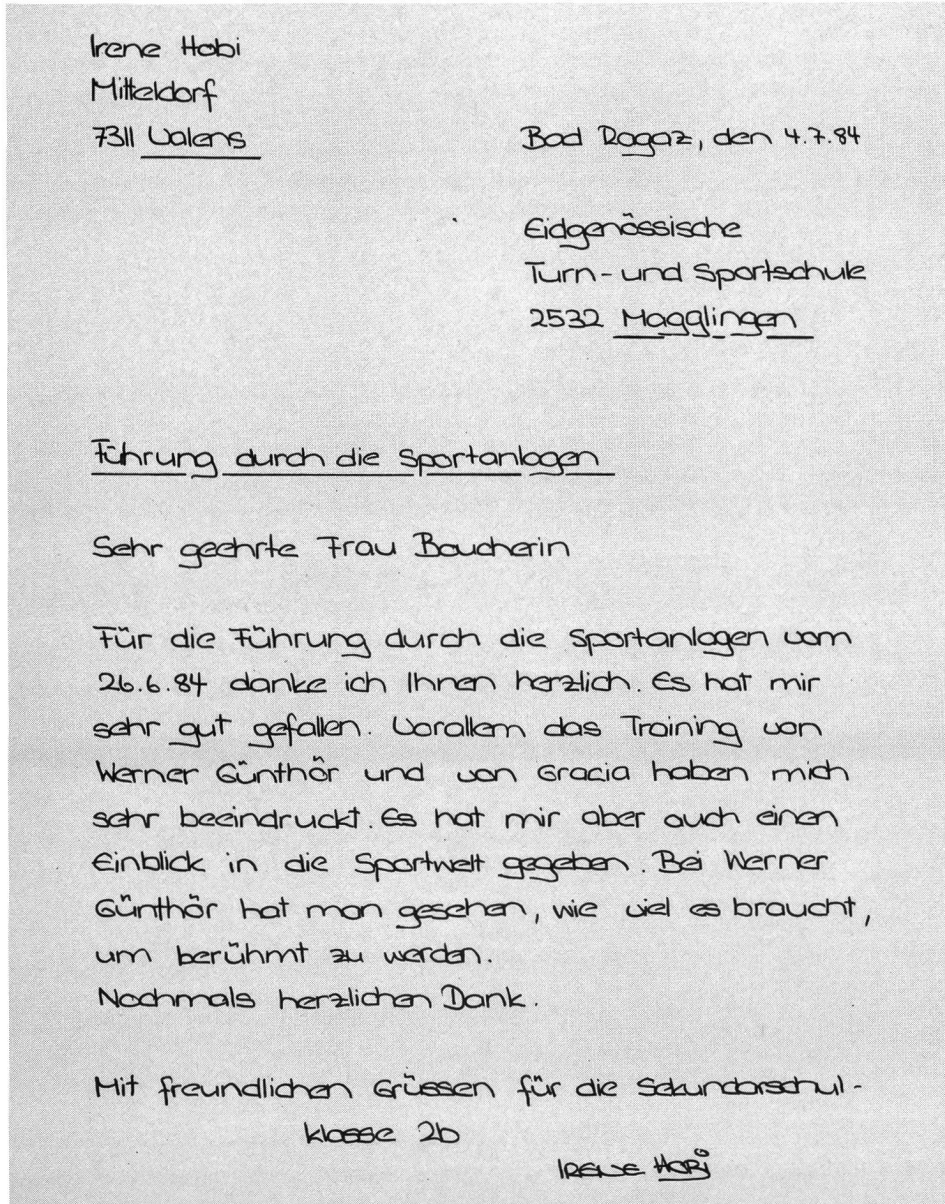 Irene Hobi
Mitteldorf
7311 Valens
Bad Ragaz, den 4.7.84
Eidgenössische
Turn- und Sportschule
2532 Magglingen
Führung durch die Sportanlagen
Sehr geehrte Frau Boucherin
Für die Führung durch die Sportanlagen vom
26.6.84 danke ich Ihnen herzlich. Es hat mir
sehr gut gefallen. Vorallem das Training von
Werner Günthör und von Gracia haben mich
sehr beeindruckt. Es hat mir aber auch einen
Einblick in die Sportwelt gegeben. Bei Werner
Günthör hat man gesehen, wie viel es braucht,
um berühmt zu werden.
Nochmals herzlichen Dank.
Mit freundlichen Grüssen für die Sekundarschul-
klasse 2b
Irene Hobi